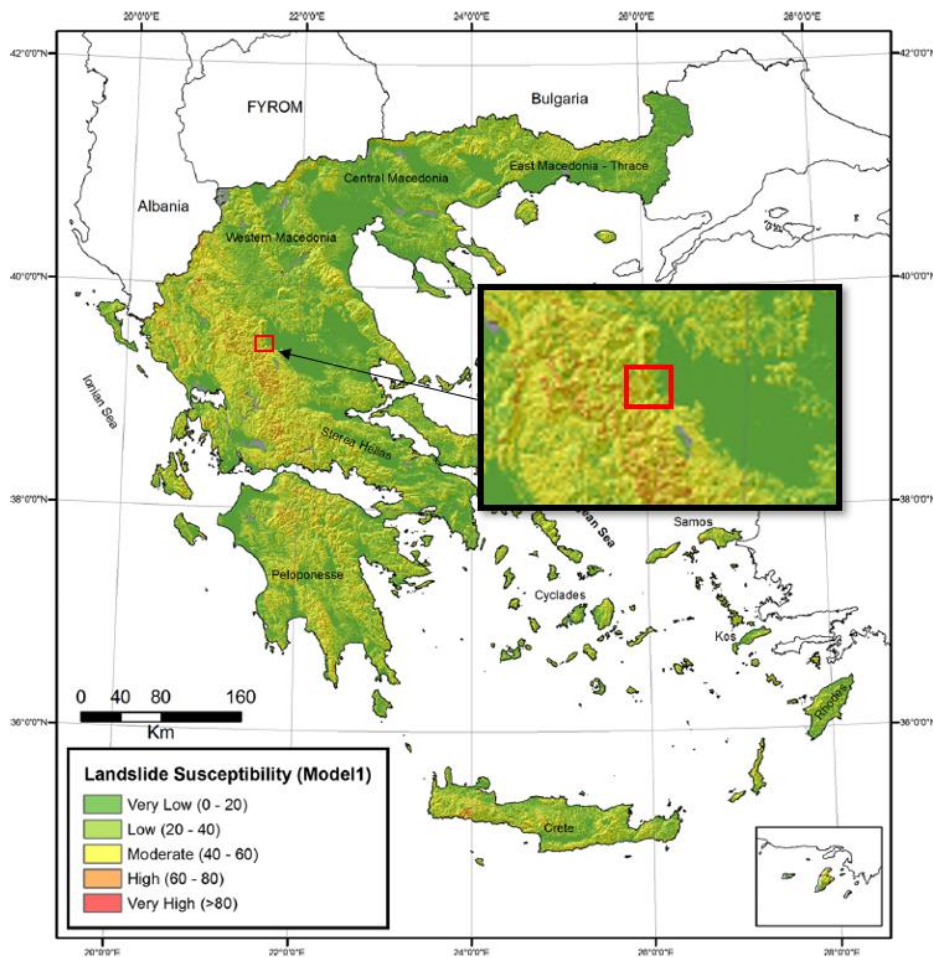 20°0'0"E 22°0'0"E 24°0'0"E 26°0'0"E 28°0'0"E
42°0'0"N 42°0'0"N
FYROM
Bulgaria
East Macedonia - Thrace
Central Macedonia
Albania
Western Macedonia
40°0'0"N 40°0'0"N
Ionian Sea
Sterea Hellas
38°0'0"N 38°0'0"N
Sea
Samos
Peloponesse
Cyclades
Kos
Rhodes
0 40 80 160
Km
36°0'0"N 36°0'0"N
Landslide Susceptibility (Model1)
Very Low (0 - 20)
Low (20 - 40)
Moderate (40 - 60)
High (60 - 80)
Very High (>80)
Crete
20°0'0"E 22°0'0"E 24°0'0"E 26°0'0"E 28°0'0"E